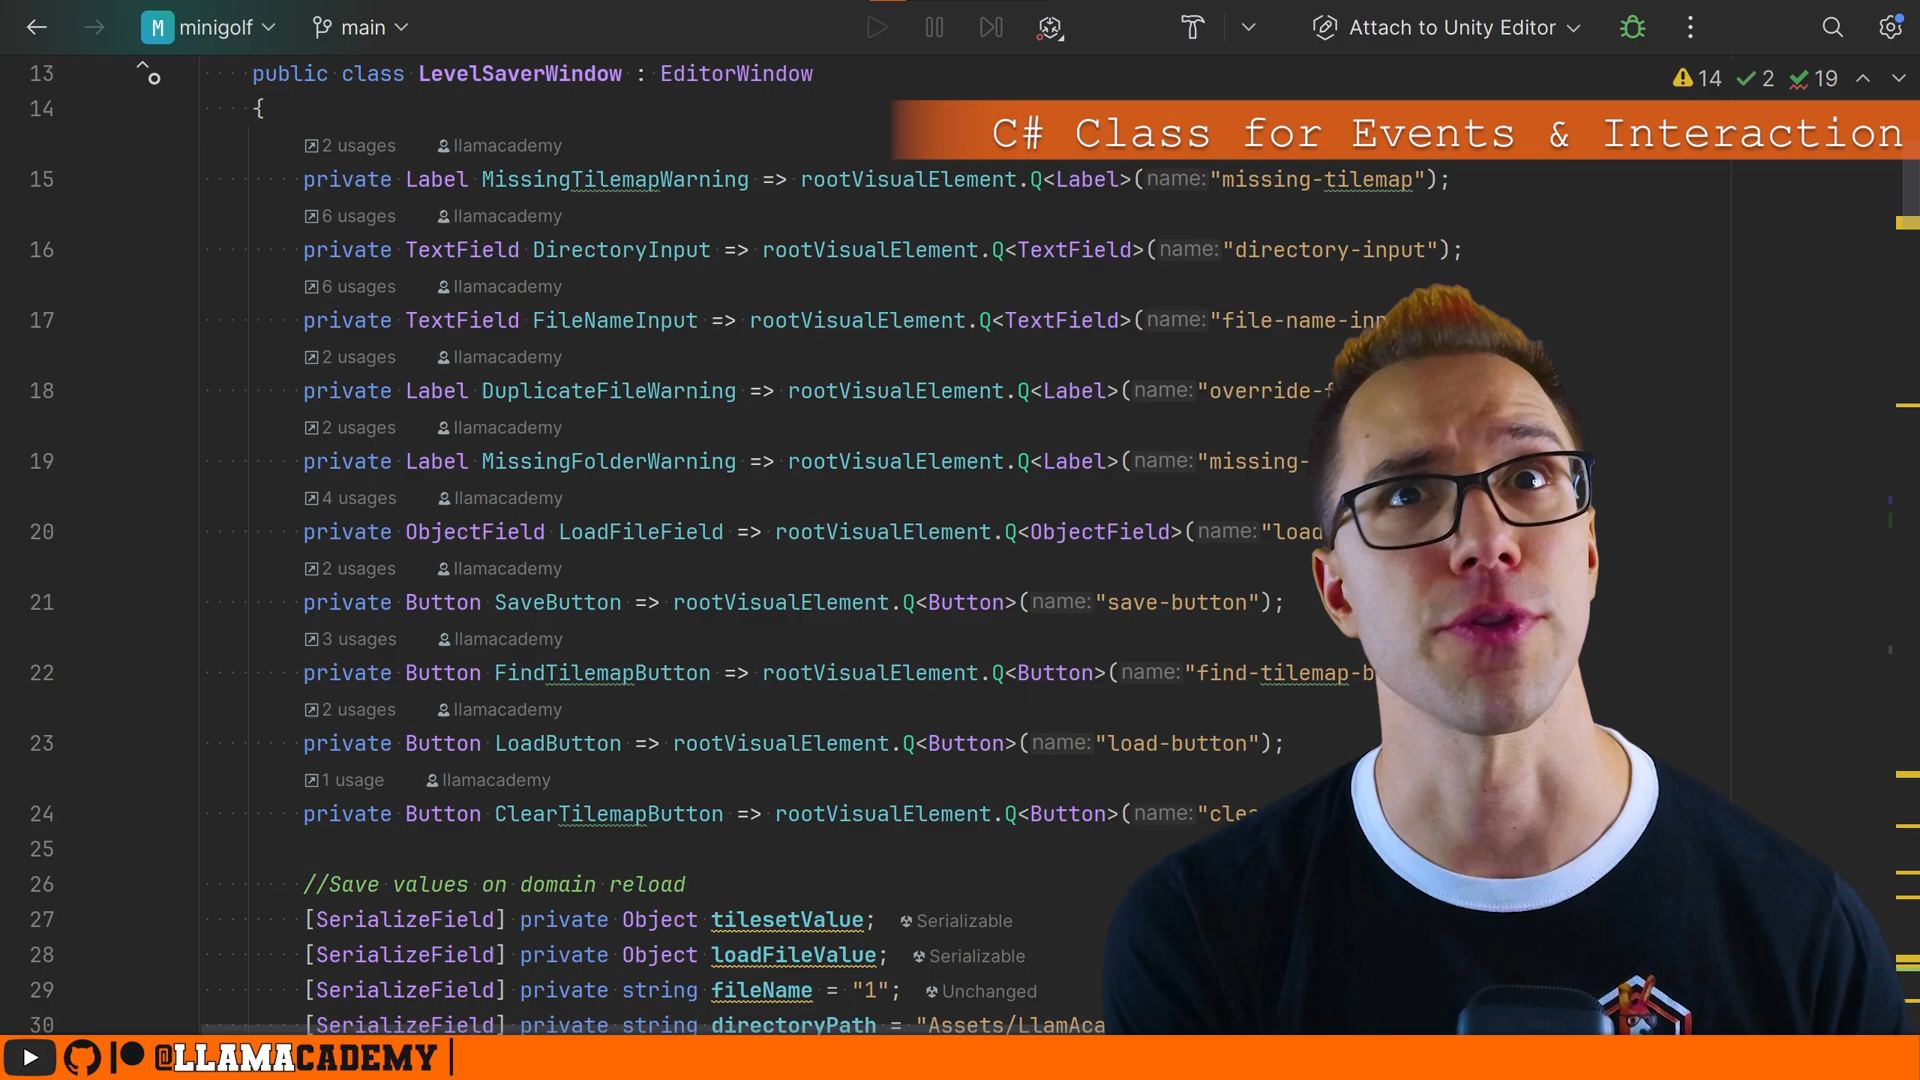 M minigolf main Attach to Unity Editor
13 public class LevelSaverWindow : EditorWindow
14 2 19
14 {
C# Class for Events & Interaction
2 usages llamacademy
15 private Label MissingTilemapWarning => rootVisualElement.Q<Label>(name:"missing-tilemap");
6 usages llamacademy
16 private TextField DirectoryInput => rootVisualElement.Q<TextField>(name:"directory-input");
6 usages llamacademy
17 private TextField FileNameInput => rootVisualElement.Q<TextField>(name:"file-name-inp
2 usages llamacademy
18 private Label DuplicateFileWarning => rootVisualElement.Q<Label>(name:"override-f
2 usages llamacademy
19 private Label MissingFolderWarning => rootVisualElement.Q<Label>(name:"missing-
4 usages llamacademy
20 private ObjectField LoadFileField => rootVisualElement.Q<ObjectField>(name:"load
2 usages llamacademy
21 private Button SaveButton => rootVisualElement.Q<Button>(name:"save-button");
3 usages llamacademy
22 private Button FindTilemapButton => rootVisualElement.Q<Button>(name:"find-tilemap-b
2 usages llamacademy
23 private Button LoadButton => rootVisualElement.Q<Button>(name:"load-button");
1 usage llamacademy
24 private Button ClearTilemapButton => rootVisualElement.Q<Button>(name:"clea
25
26 //Save values on domain reload
27 [SerializeField] private Object tilesetValue; Serializable
28 [SerializeField] private Object loadFileValue; Serializable
29 [SerializeField] private string fileName = "1"; Unchanged
30 [SerializeField] private string directoryPath = "Assets/LlamAca
@LLAMACADEMY